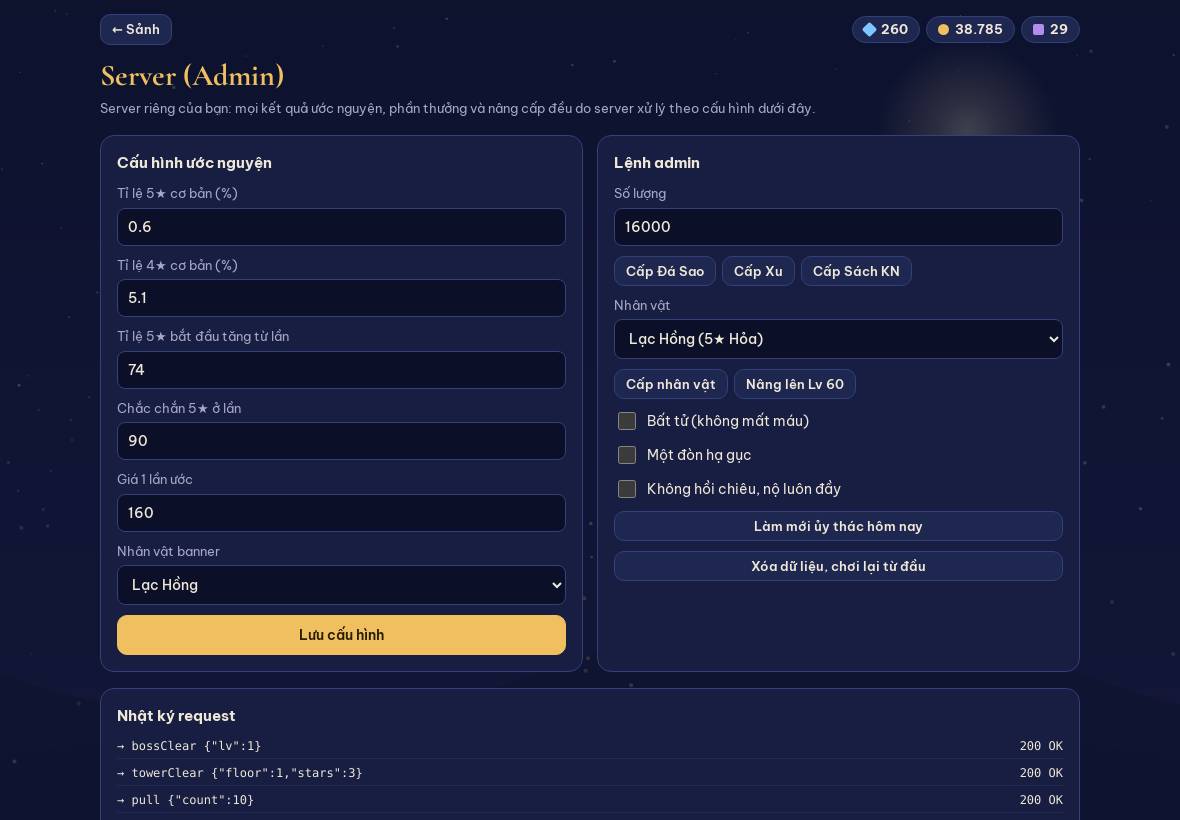 ← Sảnh
260
38.785
29
Server (Admin)
Server riêng của bạn: mọi kết quả ước nguyện, phần thưởng và nâng cấp đều do server xử lý theo cấu hình dưới đây.
Cấu hình ước nguyện
Tỉ lệ 5★ cơ bản (%)
0.6
Tỉ lệ 4★ cơ bản (%)
5.1
Tỉ lệ 5★ bắt đầu tăng từ lần
74
Chắc chắn 5★ ở lần
90
Giá 1 lần ước
160
Nhân vật banner
Lạc Hồng
Lưu cấu hình
Lệnh admin
Số lượng
16000
Cấp Đá Sao
Cấp Xu
Cấp Sách KN
Nhân vật
Lạc Hồng (5★ Hỏa)
Cấp nhân vật
Nâng lên Lv 60
Bất tử (không mất máu)
Một đòn hạ gục
Không hồi chiêu, nộ luôn đầy
Làm mới ủy thác hôm nay
Xóa dữ liệu, chơi lại từ đầu
Nhật ký request
→ bossClear {"lv":1} 200 OK
→ towerClear {"floor":1,"stars":3} 200 OK
→ pull {"count":10} 200 OK